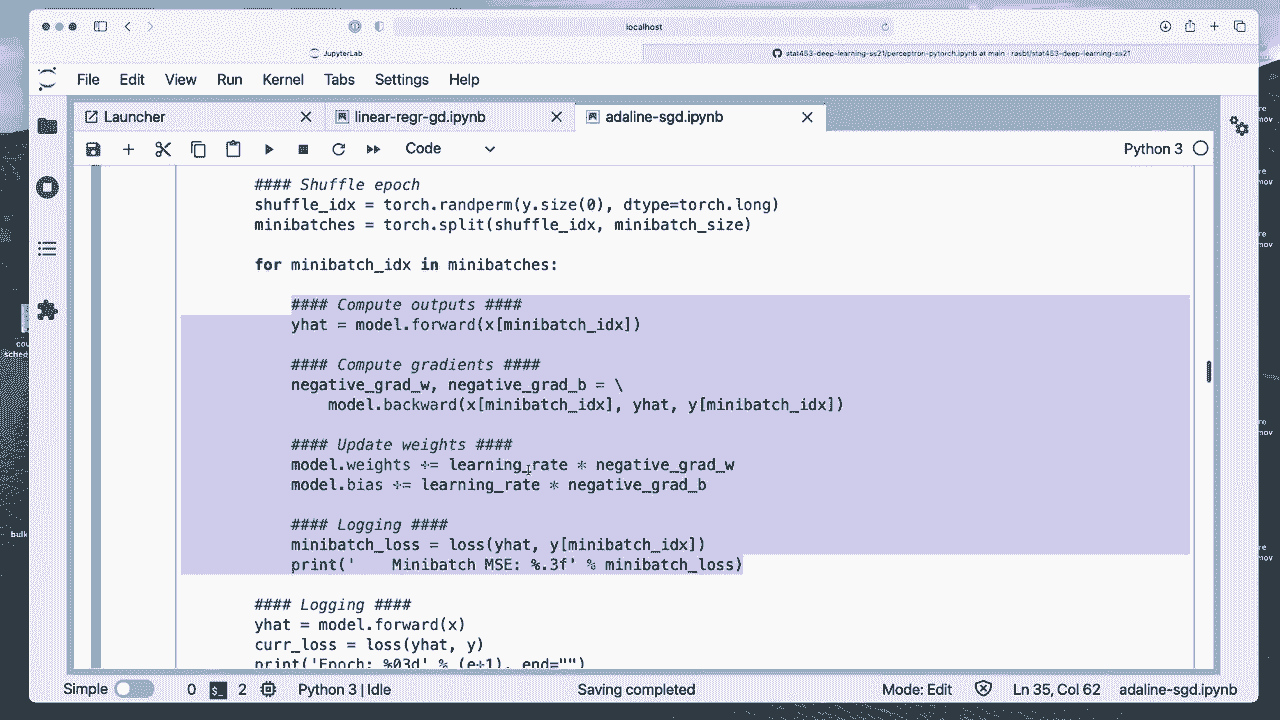 localhost
JupyterLab
stat453-deep-learning-ss21/perceptron-pytorch.ipynb at main · rasbt/stat453-deep-learning-ss21
File Edit View Run Kernel Tabs Settings Help
Launcher
linear-regr-gd.ipynb
adaline-sgd.ipynb
Code
Python 3
#### Shuffle epoch
shuffle_idx = torch.randperm(y.size(0), dtype=torch.long)
minibatches = torch.split(shuffle_idx, minibatch_size)
for minibatch_idx in minibatches:
#### Compute outputs ####
yhat = model.forward(x[minibatch_idx])
#### Compute gradients ####
negative_grad_w, negative_grad_b = \
model.backward(x[minibatch_idx], yhat, y[minibatch_idx])
#### Update weights ####
model.weights += learning_rate * negative_grad_w
model.bias += learning_rate * negative_grad_b
#### Logging ####
minibatch_loss = loss(yhat, y[minibatch_idx])
print('    Minibatch MSE: %.3f' % minibatch_loss)
#### Logging ####
yhat = model.forward(x)
curr_loss = loss(yhat, y)
print('Epoch: %03d' % (e+1), end="")
Simple 0 2 Python 3 | Idle Saving completed Mode: Edit Ln 35, Col 62 adaline-sgd.ipynb